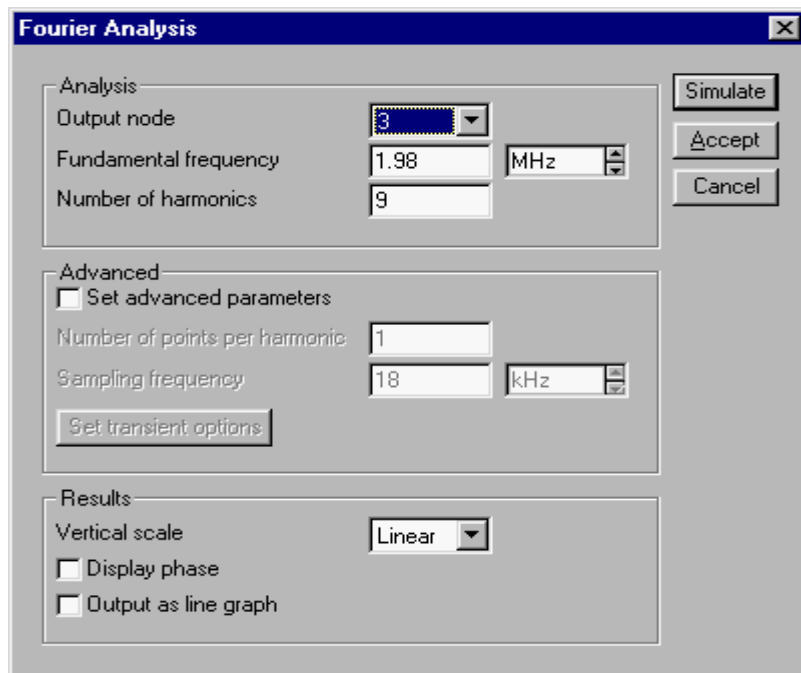 Fourier Analysis
Analysis
Output node 3
Fundamental frequency 1.98 MHz
Number of harmonics 9
Simulate
Accept
Cancel
Advanced
Set advanced parameters
Number of points per harmonic 1
Sampling frequency 18 kHz
Set transient options
Results
Vertical scale Linear
Display phase
Output as line graph